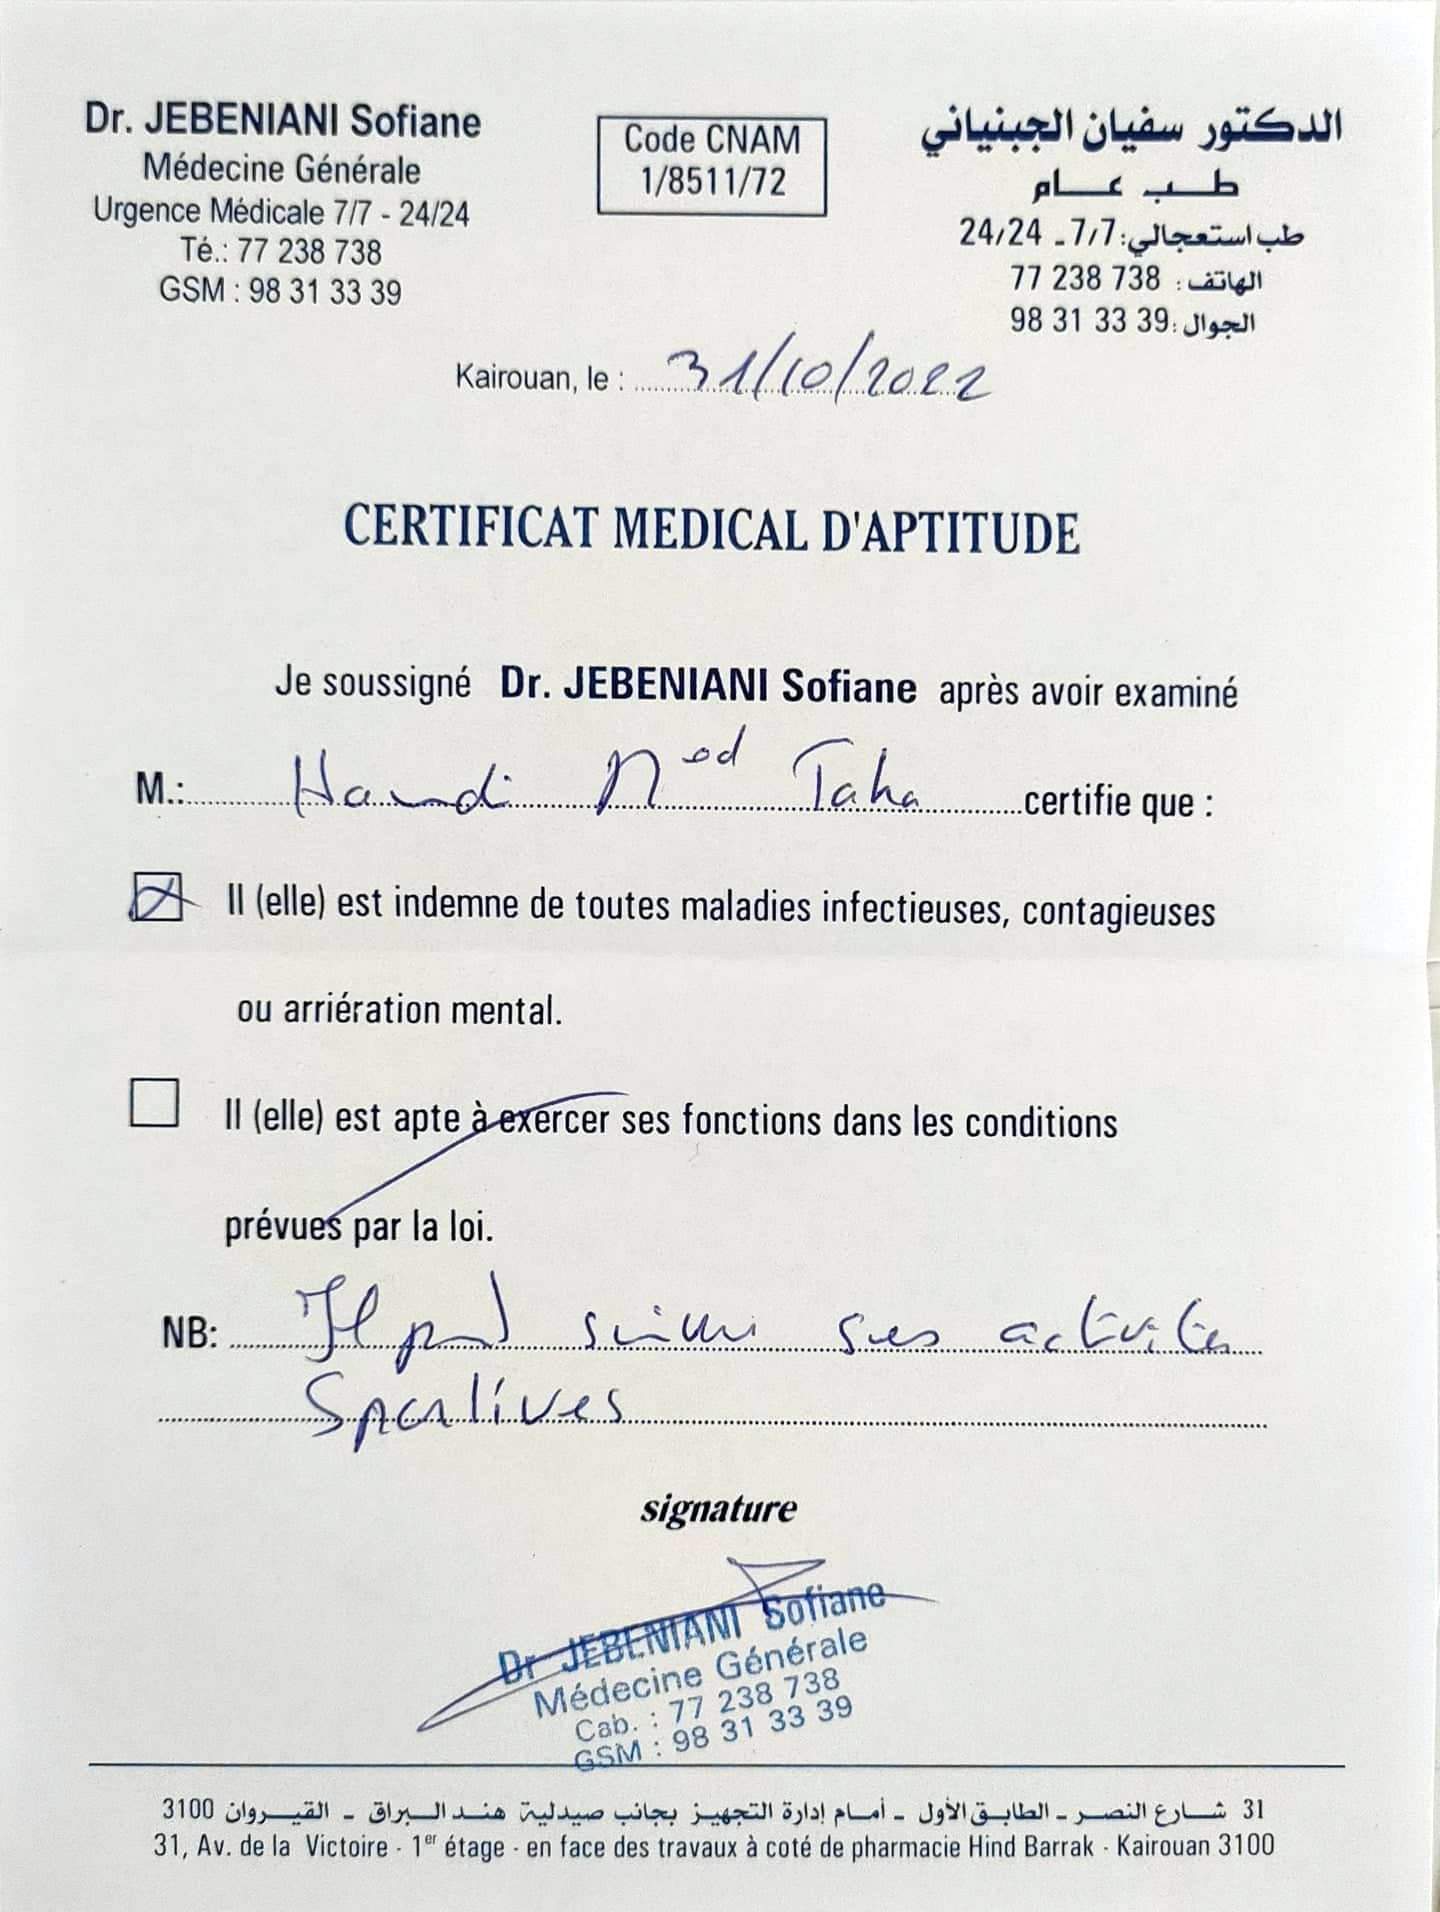 Dr. JEBENIANI Sofiane
Médecine Générale
Urgence Médicale 7/7 - 24/24
Té.: 77 238 738
GSM : 98 31 33 39
Code CNAM
1/8511/72
الدكتور سفيان الجبنياني
طب عام
طب استعجالي: 7/7 ـ 24/24
الهاتف: 77 238 738
الجوال: 98 31 33 39
Kairouan, le : 31/10/2022
CERTIFICAT MEDICAL D'APTITUDE
Je soussigné Dr. JEBENIANI Sofiane après avoir examiné
M.: Hamdi Med Taha certifie que :
Il (elle) est indemne de toutes maladies infectieuses, contagieuses
ou arriération mental.
Il (elle) est apte à exercer ses fonctions dans les conditions
prévues par la loi.
NB: Il peut suivre ses activités
Sportives
signature
Dr JEBENIANI Sofiane
Médecine Générale
Cab. : 77 238 738
GSM : 98 31 33 39
31 شارع النصر ـ الطابق الأول ـ أمام إدارة التجهيز بجانب صيدلية هند البراق ـ القيروان 3100
31, Av. de la Victoire - 1er étage - en face des travaux à coté de pharmacie Hind Barrak - Kairouan 3100